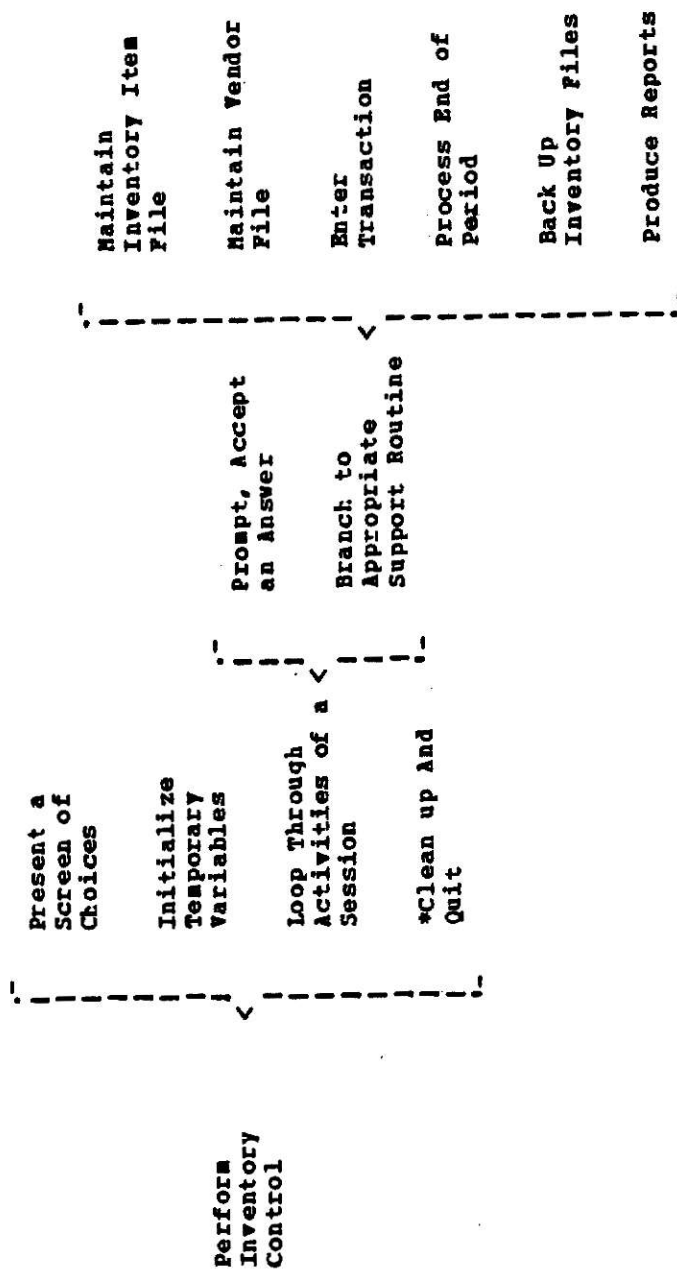 Perform
Inventory
Control
Present a
Screen of
Choices
Initialize
Temporary
Variables
Loop Through
Activities of a
Session
*Clean up And
Quit
Prompt, Accept
an Answer
Branch to
Appropriate
Support Routine
Maintain
Inventory Item
File
Maintain Vendor
File
Enter
Transaction
Process End of
Period
Back Up
Inventory Files
Produce Reports